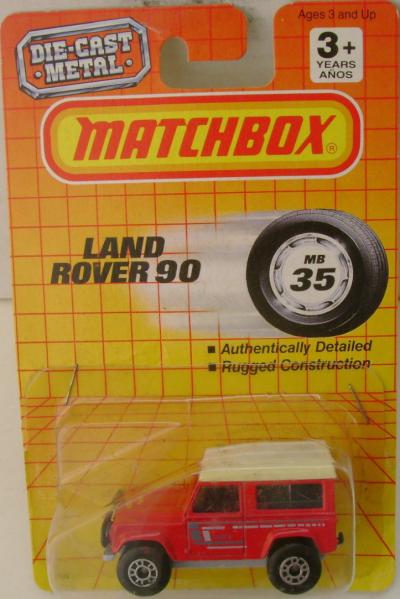 Ages 3 and Up
DIE-CAST
METAL
3+
YEARS
AÑOS
MATCHBOX®
LAND
ROVER 90
MB
35
■ Authentically Detailed
■ Rugged Construction